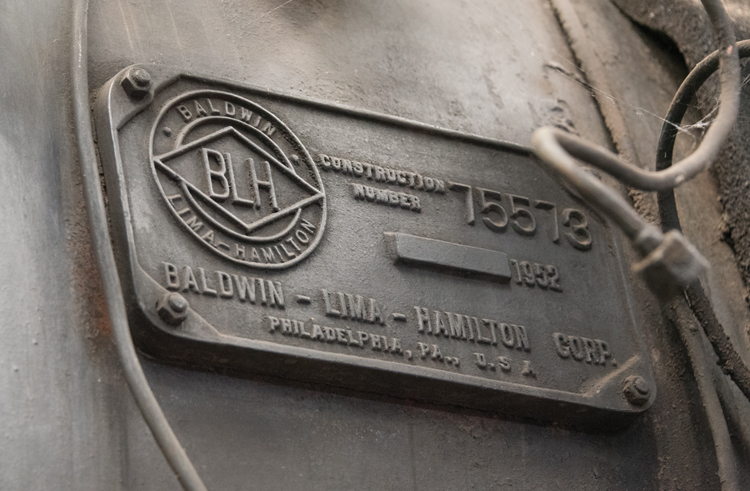 BALDWIN
BLH
LIMA-HAMILTON
CONSTRUCTION
NUMBER
75573
1952
BALDWIN - LIMA - HAMILTON CORP.
PHILADELPHIA, PA., U.S.A